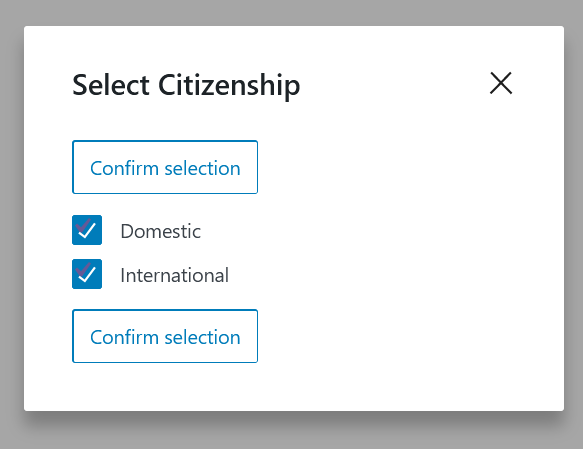 Select Citizenship
Confirm selection
Domestic
International
Confirm selection